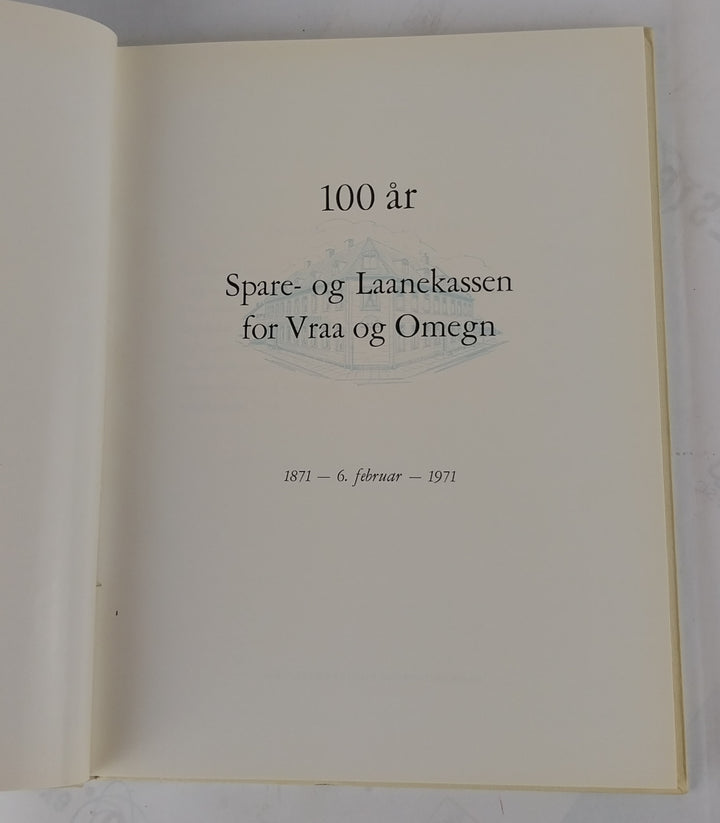 100 år
Spare- og Laanekassen
for Vraa og Omegn
1871 — 6. februar — 1971